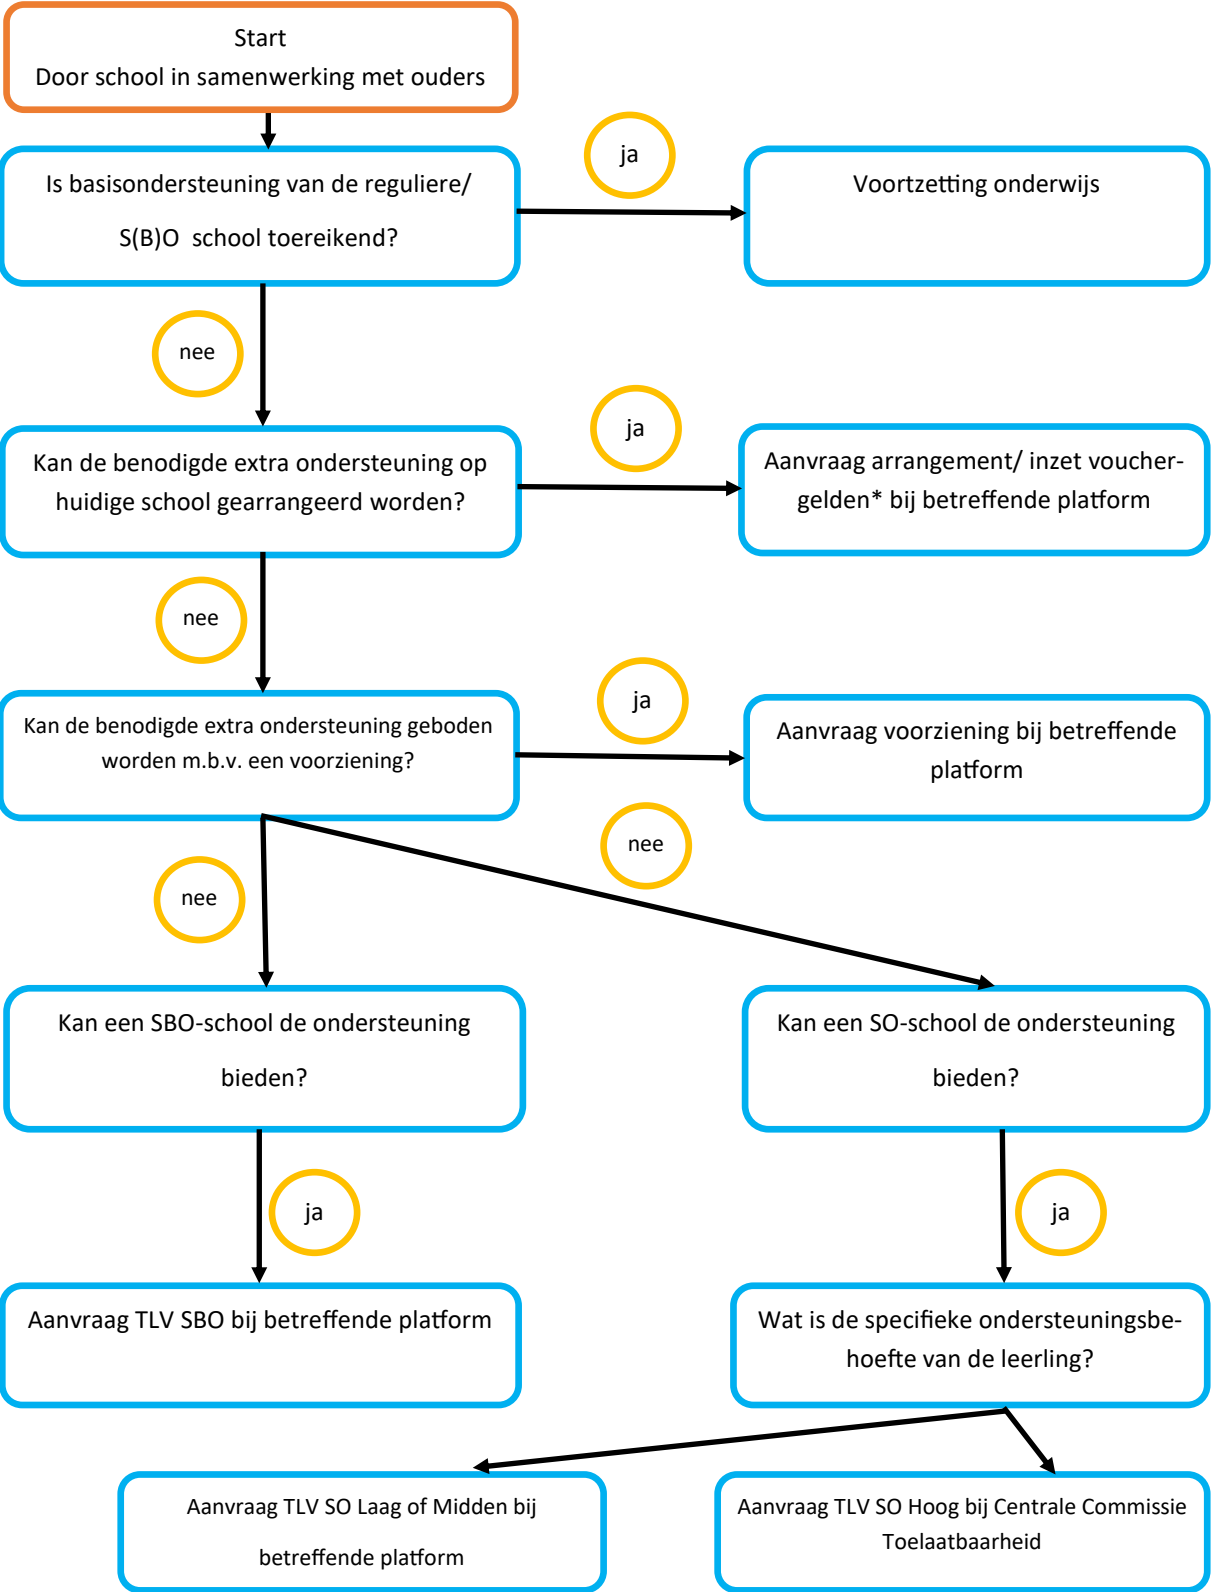 Start
Door school in samenwerking met ouders
ja
Is basisondersteuning van de reguliere/
S(B)O school toereikend?
Voortzetting onderwijs
nee
ja
Kan de benodigde extra ondersteuning op
huidige school gearrangeerd worden?
Aanvraag arrangement/ inzet voucher-
gelden* bij betreffende platform
nee
ja
Kan de benodigde extra ondersteuning geboden
worden m.b.v. een voorziening?
Aanvraag voorziening bij betreffende
platform
nee
nee
Kan een SBO-school de ondersteuning
bieden?
Kan een SO-school de ondersteuning
bieden?
ja
ja
Aanvraag TLV SBO bij betreffende platform
Wat is de specifieke ondersteuningsbe-
hoefte van de leerling?
Aanvraag TLV SO Laag of Midden bij
betreffende platform
Aanvraag TLV SO Hoog bij Centrale Commissie
Toelaatbaarheid